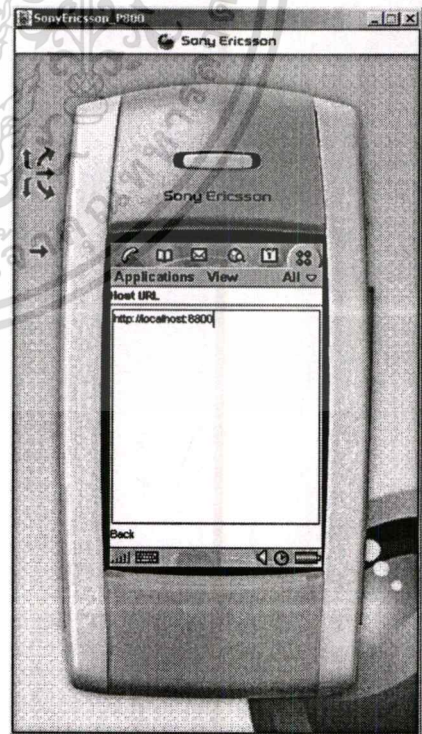 SonyEricsson_P800
Sony Ericsson
Sony Ericsson
Applications View All
Host URL
http://localhost:8800
Back